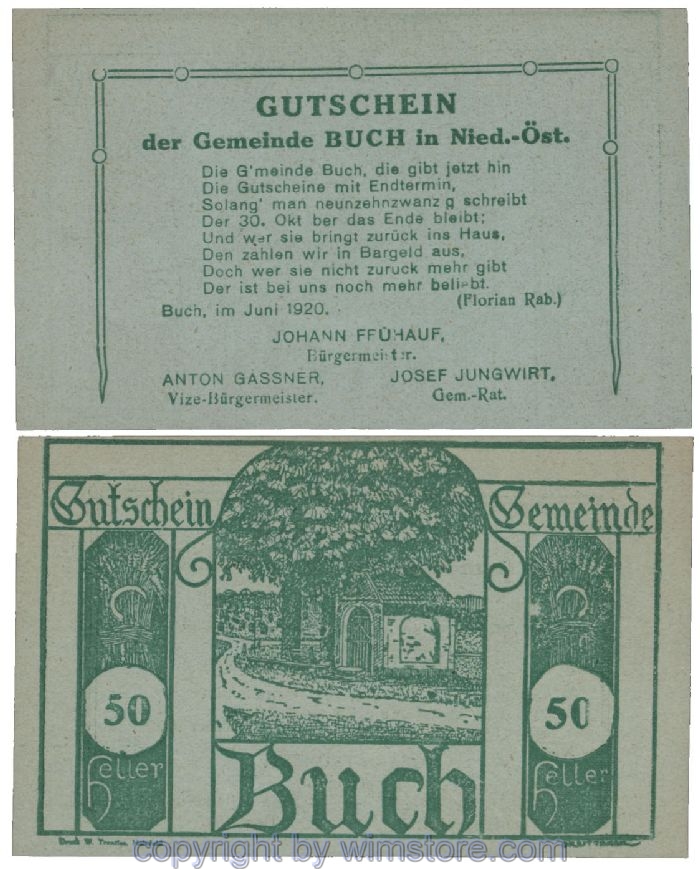 GUTSCHEIN
der Gemeinde BUCH in Nied.-Öst.
Die G'meinde Buch, die gibt jetzt hin
Die Gutscheine mit Endtermin,
Solang' man neunzehnzwanz g schreibt
Der 30. Okt ber das Ende bleibt;
Und wer sie bringt zurück ins Haus,
Den zahlen wir in Bargeld aus,
Doch wer sie nicht zuruck mehr gibt
Der ist bei uns noch mehr beliebt.
(Florian Rab.)
Buch, im Juni 1920.
JOHANN FFÜHAUF,
Bürgermeister.
ANTON GASSNER, JOSEF JUNGWIRT,
Vize-Bürgermeister. Gem.-Rat.
Gutschein Gemeinde
50 50
Heller Heller
Buch
Druck W.
copyright by wimstore.com